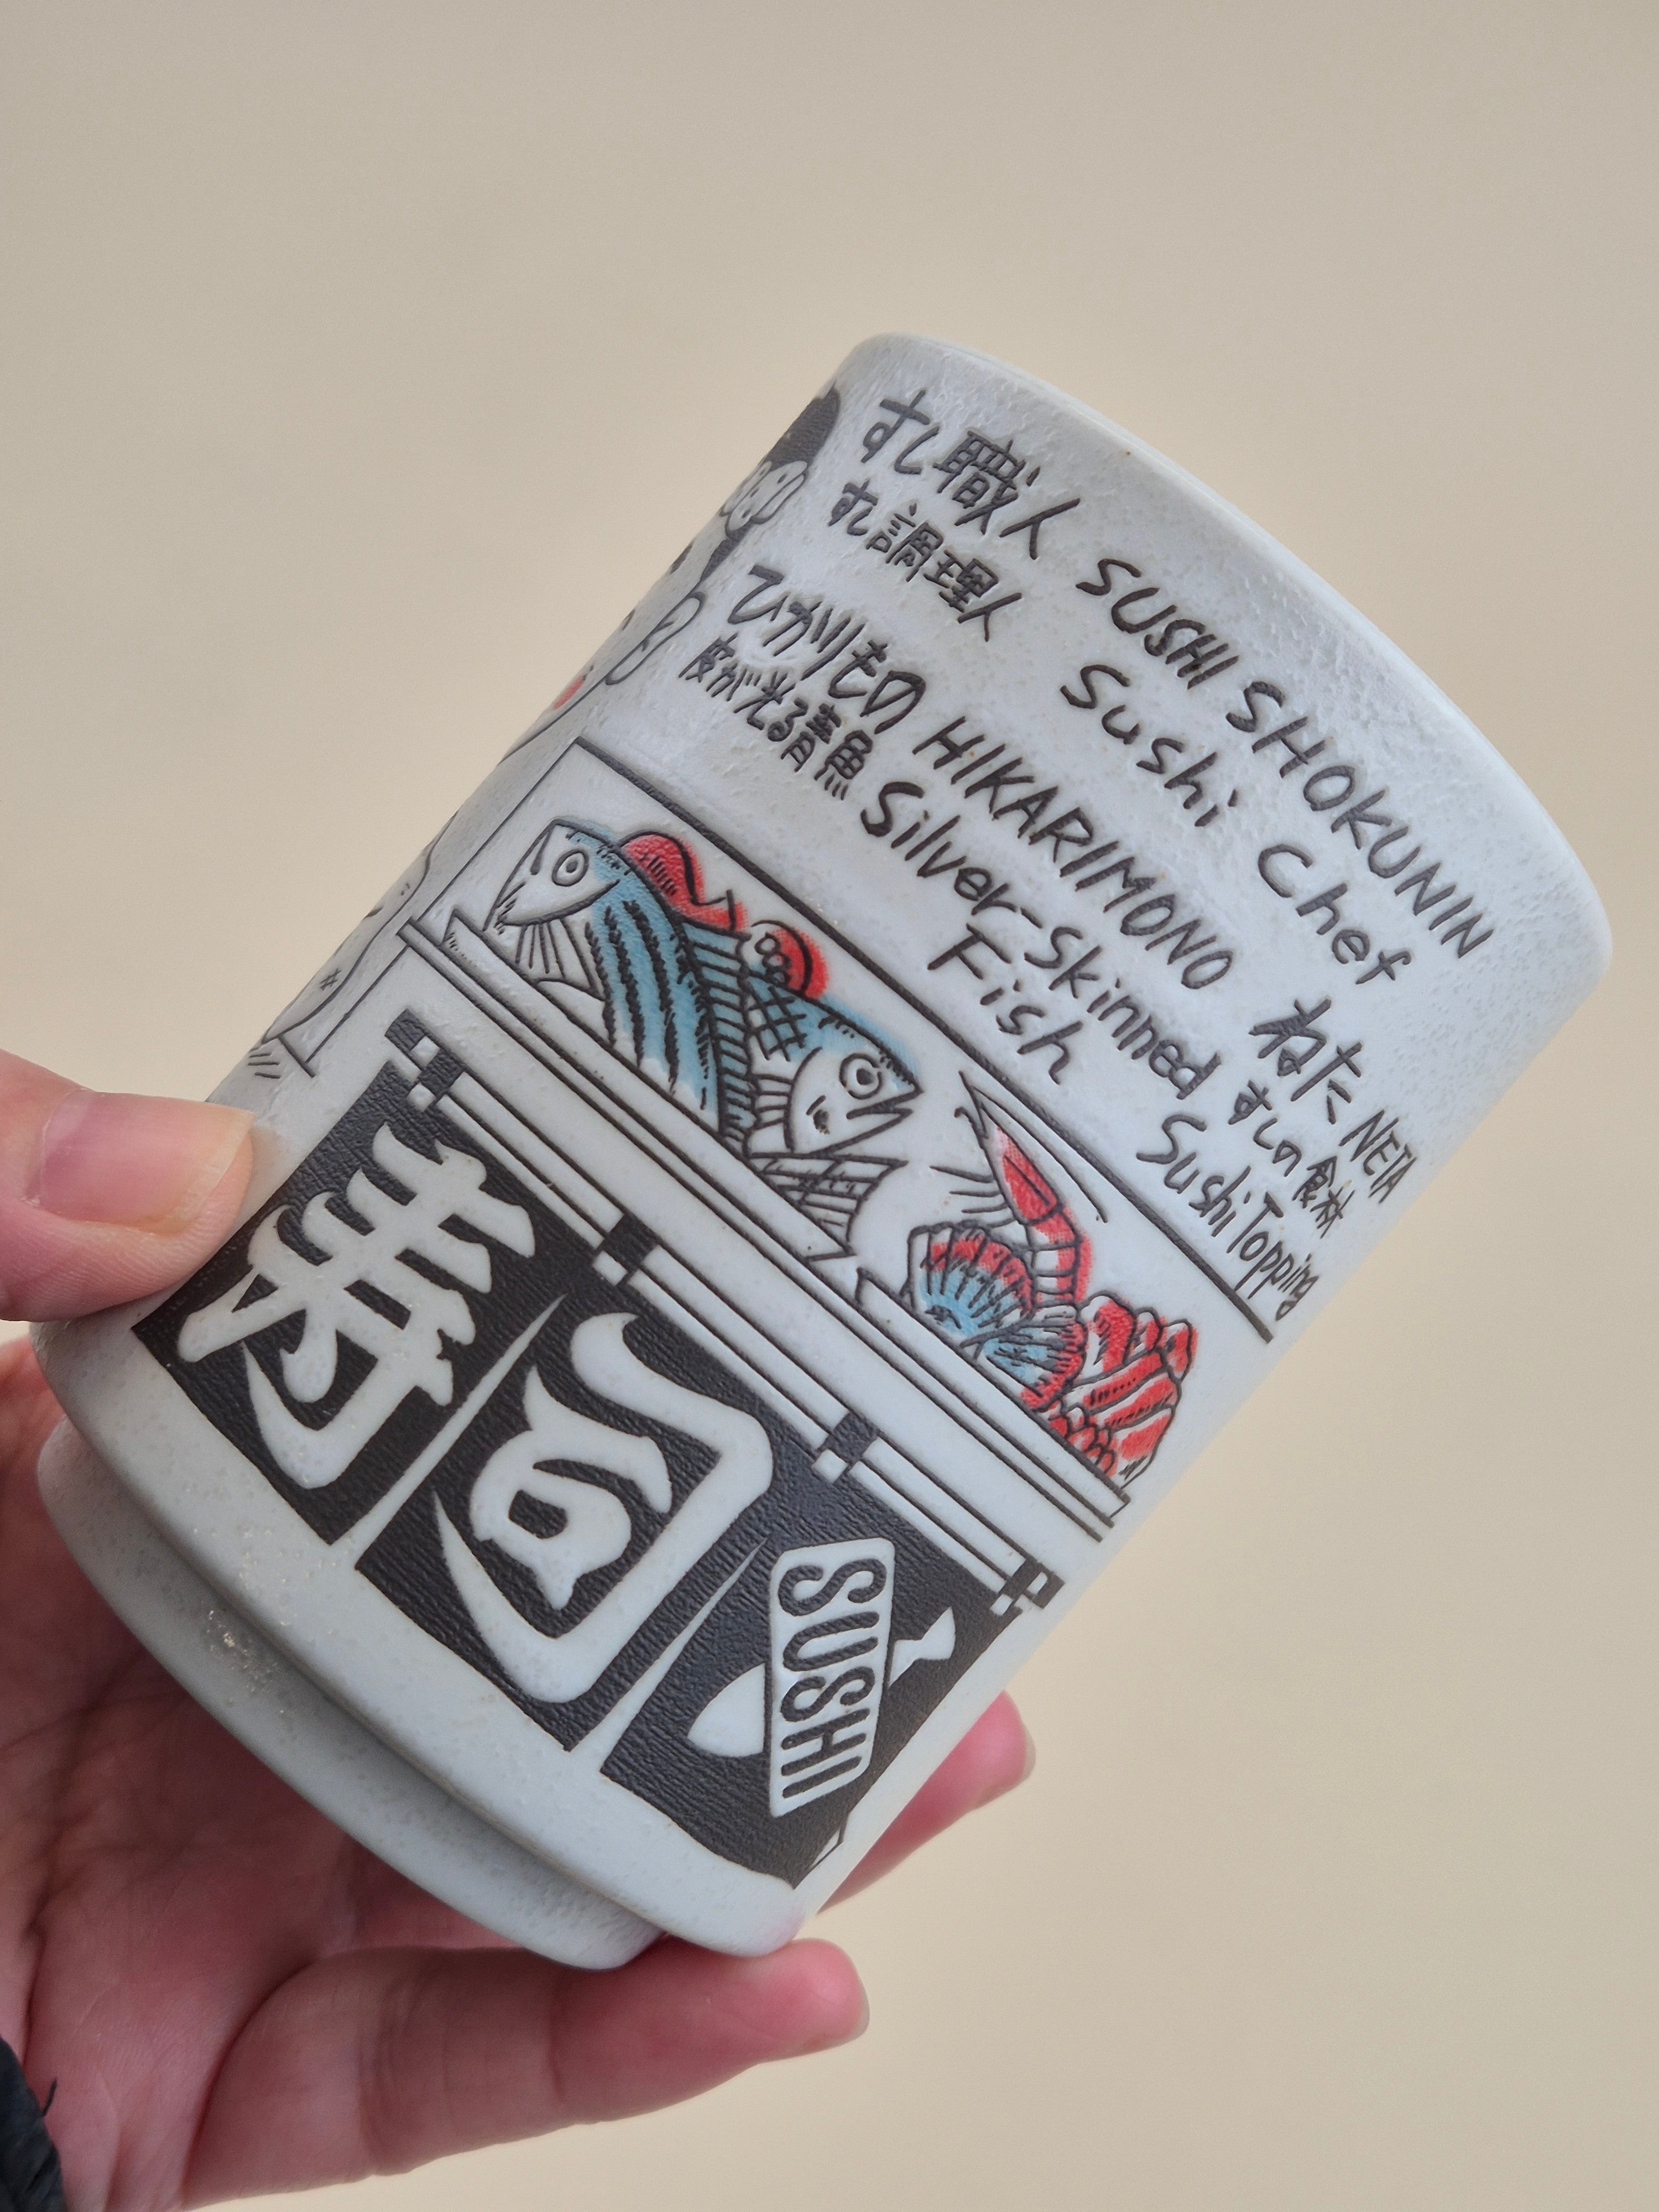 すし職人 SUSHI SHOKUNIN
すし調理人 Sushi Chef
ひかりもの HIKARIMONO
皮が光る青魚 Silver-Skinned
Fish
ねた NETA
すしの食材
Sushi Topping
寿司
SUSHI